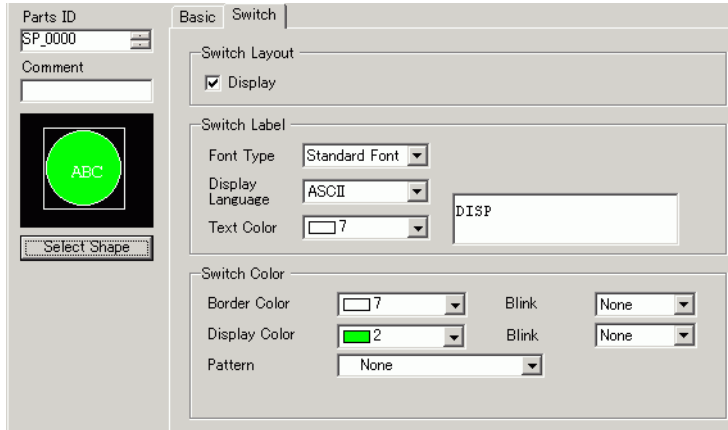 Parts ID
SP_0000
Comment
ABC
Select Shape
Basic Switch
Switch Layout
Display
Switch Label
Font Type Standard Font
Display Language ASCII
Text Color 7
DISP
Switch Color
Border Color 7 Blink None
Display Color 2 Blink None
Pattern None